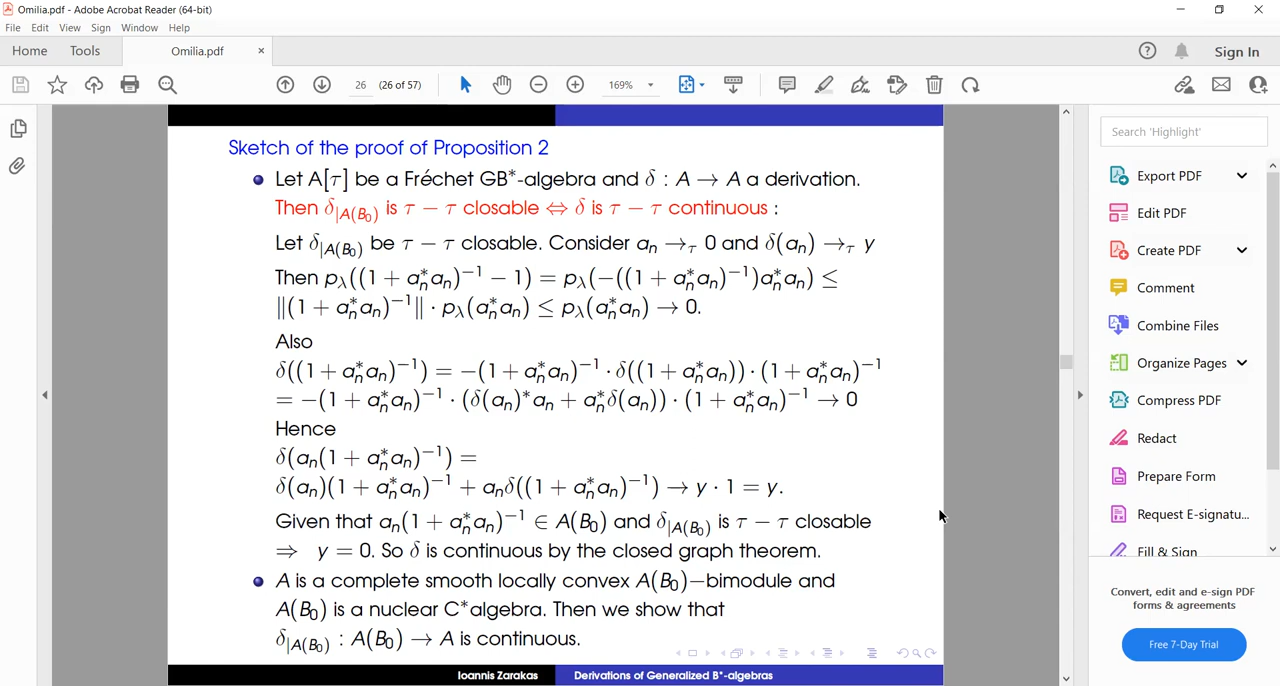 Omilia.pdf - Adobe Acrobat Reader (64-bit)
File Edit View Sign Window Help
Home Tools Omilia.pdf × Sign In
26 (26 of 57) 169%
Search 'Highlight'
Sketch of the proof of Proposition 2
Let A[τ] be a Fréchet GB*-algebra and δ : A → A a derivation.
Then δ_{|A(B₀)} is τ − τ closable ⇔ δ is τ − τ continuous :
Let δ_{|A(B₀)} be τ − τ closable. Consider aₙ →_τ 0 and δ(aₙ) →_τ y
Then p_λ((1 + aₙ*aₙ)⁻¹ − 1) = p_λ(−((1 + aₙ*aₙ)⁻¹)aₙ*aₙ) ≤
‖(1 + aₙ*aₙ)⁻¹‖ · p_λ(aₙ*aₙ) ≤ p_λ(aₙ*aₙ) → 0.
Also
δ((1 + aₙ*aₙ)⁻¹) = −(1 + aₙ*aₙ)⁻¹ · δ((1 + aₙ*aₙ)) · (1 + aₙ*aₙ)⁻¹
= −(1 + aₙ*aₙ)⁻¹ · (δ(aₙ)*aₙ + aₙ*δ(aₙ)) · (1 + aₙ*aₙ)⁻¹ → 0
Hence
δ(aₙ(1 + aₙ*aₙ)⁻¹) =
δ(aₙ)(1 + aₙ*aₙ)⁻¹ + aₙδ((1 + aₙ*aₙ)⁻¹) → y · 1 = y.
Given that aₙ(1 + aₙ*aₙ)⁻¹ ∈ A(B₀) and δ_{|A(B₀)} is τ − τ closable
⇒ y = 0. So δ is continuous by the closed graph theorem.
A is a complete smooth locally convex A(B₀)−bimodule and
A(B₀) is a nuclear C*algebra. Then we show that
δ_{|A(B₀)} : A(B₀) → A is continuous.
Ioannis Zarakas Derivations of Generalized B*-algebras
Export PDF
Edit PDF
Create PDF
Comment
Combine Files
Organize Pages
Compress PDF
Redact
Prepare Form
Request E-signatu...
Fill & Sign
Convert, edit and e-sign PDF
forms & agreements
Free 7-Day Trial